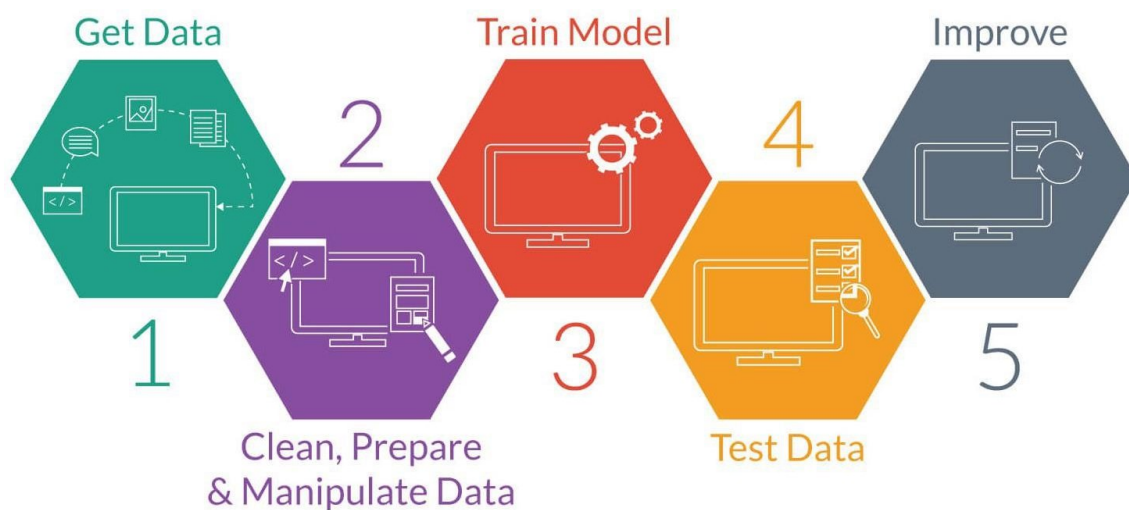 Get Data
Train Model
Improve
2
4
</>
</>
1
3
5
Clean, Prepare
& Manipulate Data
Test Data